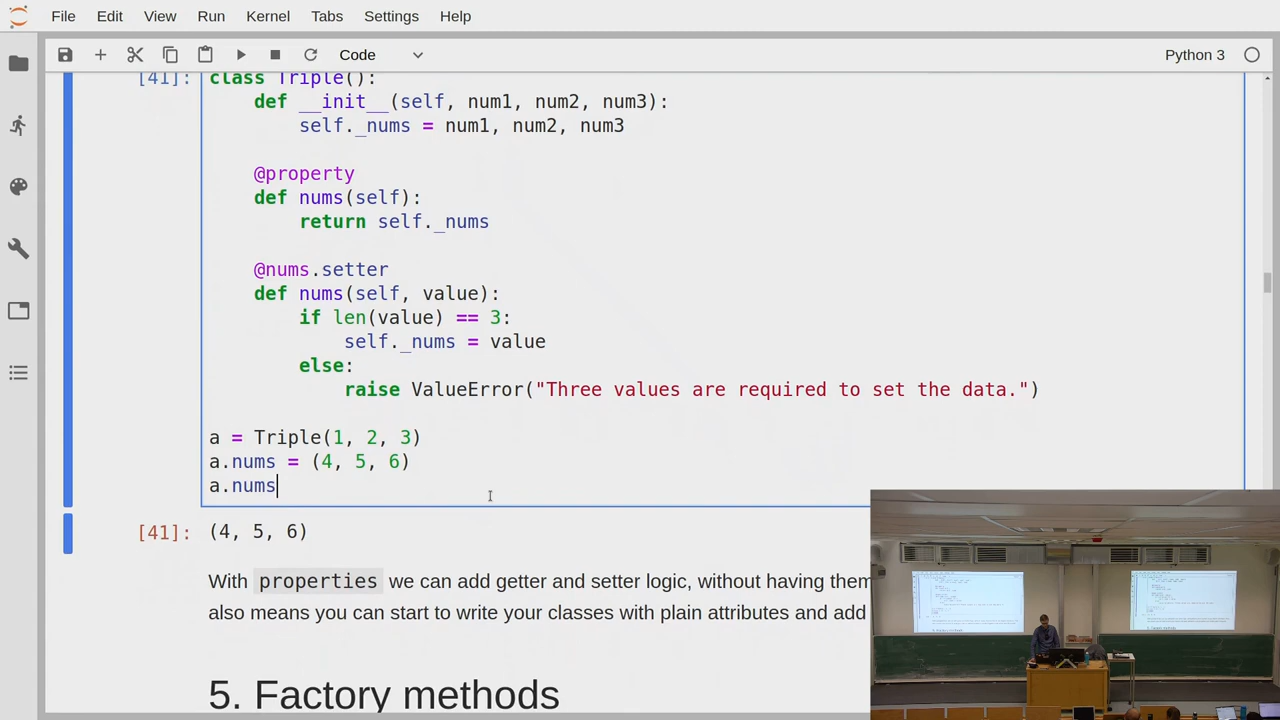 File Edit View Run Kernel Tabs Settings Help
Code Python 3
[41]: class Triple():
def __init__(self, num1, num2, num3):
self._nums = num1, num2, num3
@property
def nums(self):
return self._nums
@nums.setter
def nums(self, value):
if len(value) == 3:
self._nums = value
else:
raise ValueError("Three values are required to set the data.")
a = Triple(1, 2, 3)
a.nums = (4, 5, 6)
a.nums
[41]: (4, 5, 6)
With properties we can add getter and setter logic, without having them
also means you can start to write your classes with plain attributes and add
5. Factory methods